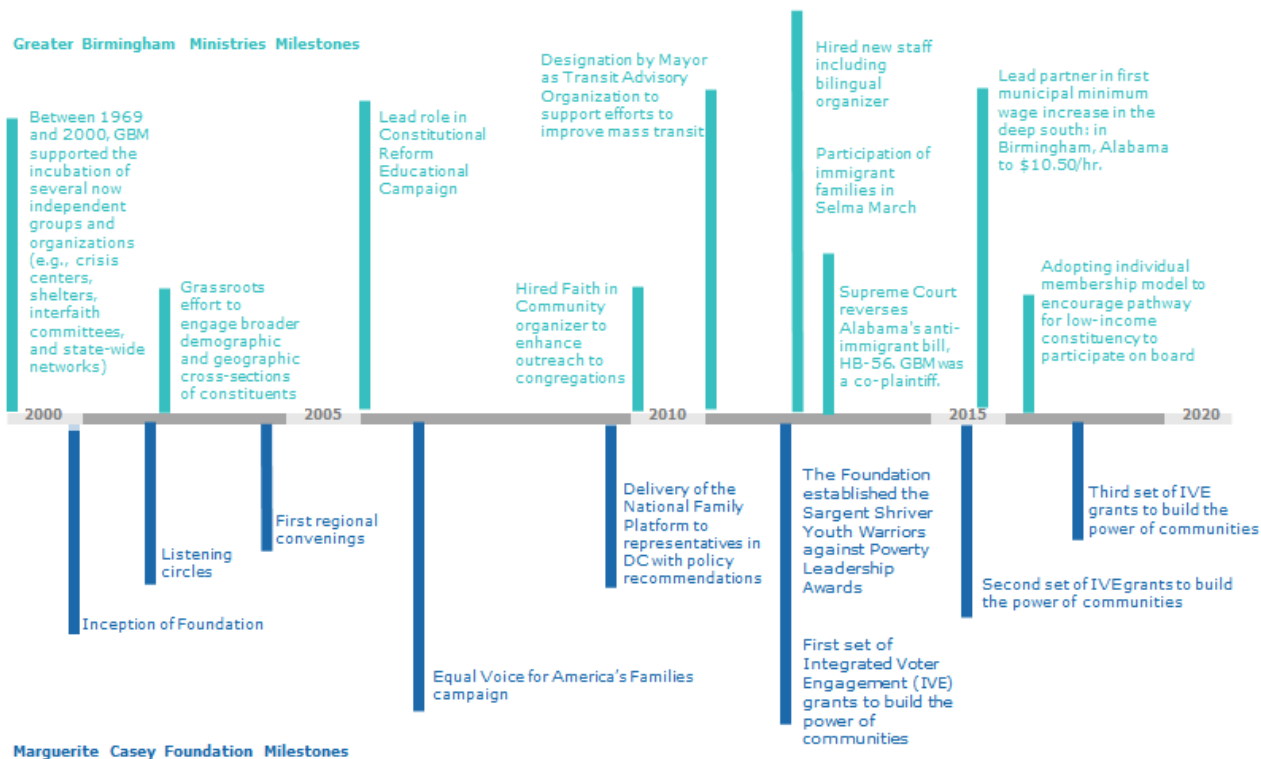 Greater Birmingham Ministries Milestones
Between 1969
and 2000, GBM
supported the
incubation of
several now
independent
groups and
organizations
(e.g., crisis
centers,
shelters,
interfaith
committees,
and state-wide
networks)
Grassroots
effort to
engage broader
demographic
and geographic
cross-sections
of constituents
Lead role in
Constitutional
Reform
Educational
Campaign
Hired Faith in
Community
organizer to
enhance
outreach to
congregations
Designation by Mayor
as Transit Advisory
Organization to
support efforts to
improve mass transit
Hired new staff
including
bilingual
organizer
Participation of
immigrant
families in
Selma March
Supreme Court
reverses
Alabama's anti-
immigrant bill,
HB-56. GBM was
a co-plaintiff.
Lead partner in first
municipal minimum
wage increase in the
deep south: in
Birmingham, Alabama
to $10.50/hr.
Adopting individual
membership model to
encourage pathway
for low-income
constituency to
participate on board
2000 2005 2010 2015 2020
Inception of Foundation
Listening
circles
First regional
convenings
Equal Voice for America's Families
campaign
Delivery of the
National Family
Platform to
representatives in
DC with policy
recommendations
The Foundation
established the
Sargent Shriver
Youth Warriors
against Poverty
Leadership
Awards
First set of
Integrated Voter
Engagement (IVE)
grants to build the
power of
communities
Second set of IVE grants to build
the power of communities
Third set of IVE
grants to build the
power of communities
Marguerite Casey Foundation Milestones